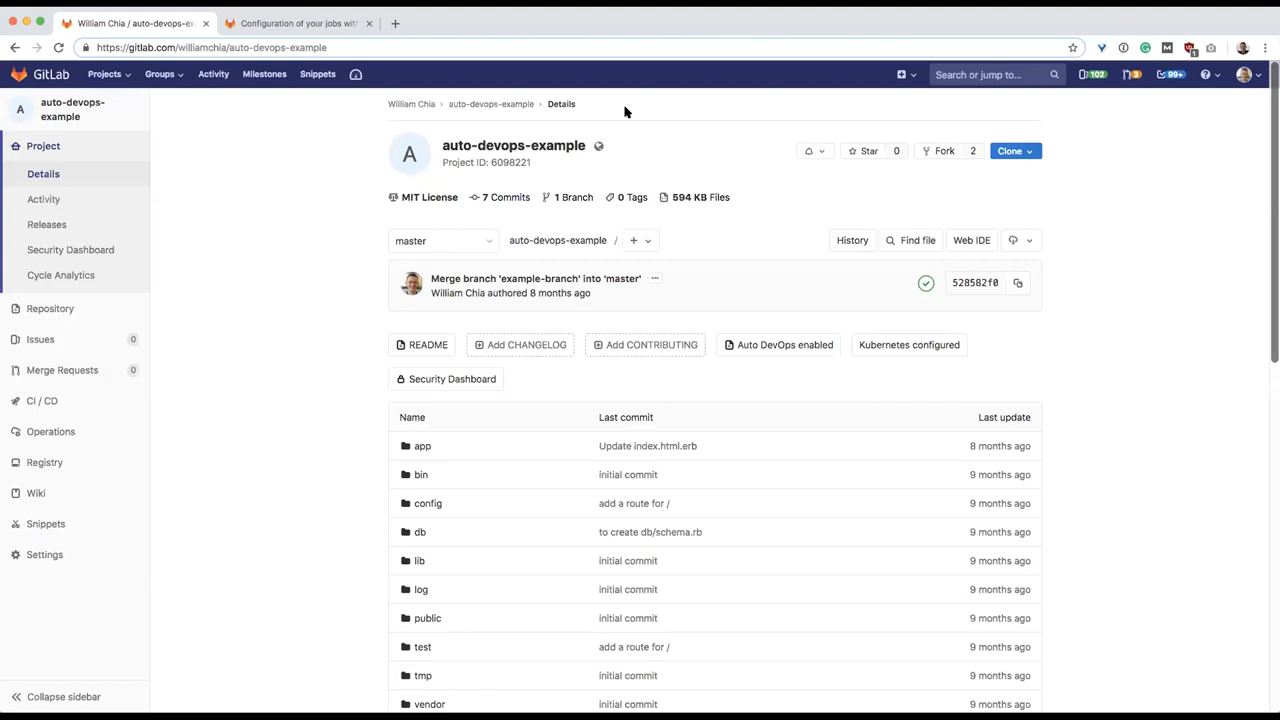 William Chia / auto-devops-ex
Configuration of your jobs wit
https://gitlab.com/williamchia/auto-devops-example
GitLab
Projects
Groups
Activity
Milestones
Snippets
Search or jump to...
102
3
99+
A
auto-devops-example
Project
Details
Activity
Releases
Security Dashboard
Cycle Analytics
Repository
Issues 0
Merge Requests 0
CI / CD
Operations
Registry
Wiki
Snippets
Settings
Collapse sidebar
William Chia › auto-devops-example › Details
A
auto-devops-example
Project ID: 6098221
Star 0
Fork 2
Clone
MIT License
7 Commits
1 Branch
0 Tags
594 KB Files
master
auto-devops-example / +
History
Find file
Web IDE
Merge branch 'example-branch' into 'master'
William Chia authored 8 months ago
528582f0
README
Add CHANGELOG
Add CONTRIBUTING
Auto DevOps enabled
Kubernetes configured
Security Dashboard
Name Last commit Last update
app Update index.html.erb 8 months ago
bin initial commit 9 months ago
config add a route for / 9 months ago
db to create db/schema.rb 9 months ago
lib initial commit 9 months ago
log initial commit 9 months ago
public initial commit 9 months ago
test add a route for / 9 months ago
tmp initial commit 9 months ago
vendor initial commit 9 months ago